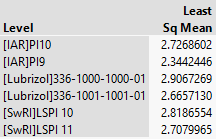 Least
Level Sq Mean
[IAR]PI10 2.7268602
[IAR]PI9 2.3442446
[Lubrizol]336-1000-1000-01 2.9067269
[Lubrizol]336-1001-1001-01 2.6657130
[SwRI]LSPI 10 2.8186554
[SwRI]LSPI 11 2.7079965